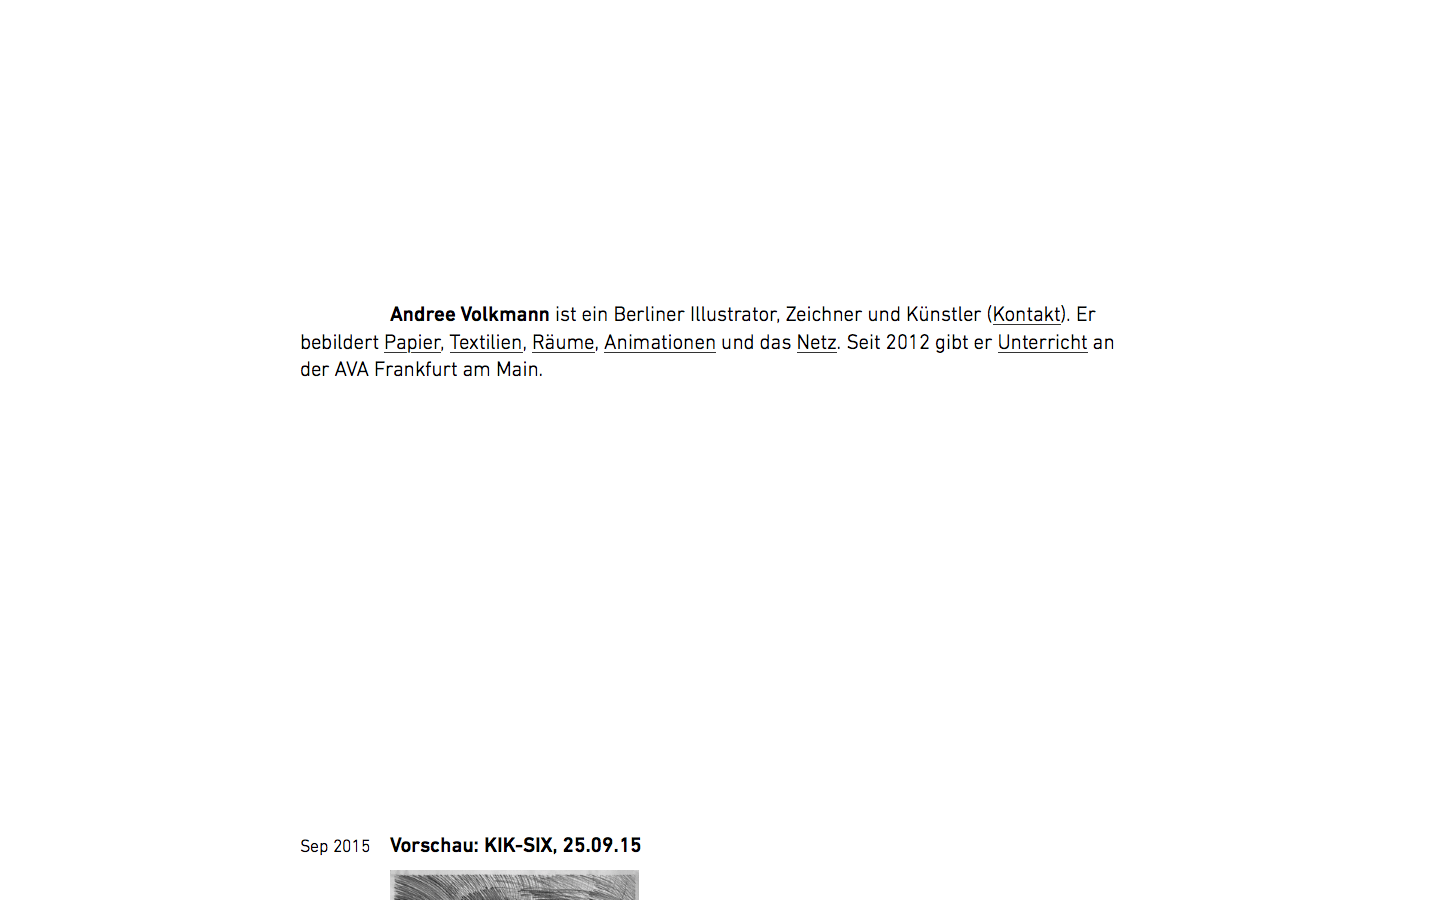 Andree Volkmann ist ein Berliner Illustrator, Zeichner und Künstler (Kontakt). Er
bebildert Papier, Textilien, Räume, Animationen und das Netz. Seit 2012 gibt er Unterricht an
der AVA Frankfurt am Main.
Sep 2015 Vorschau: KIK-SIX, 25.09.15